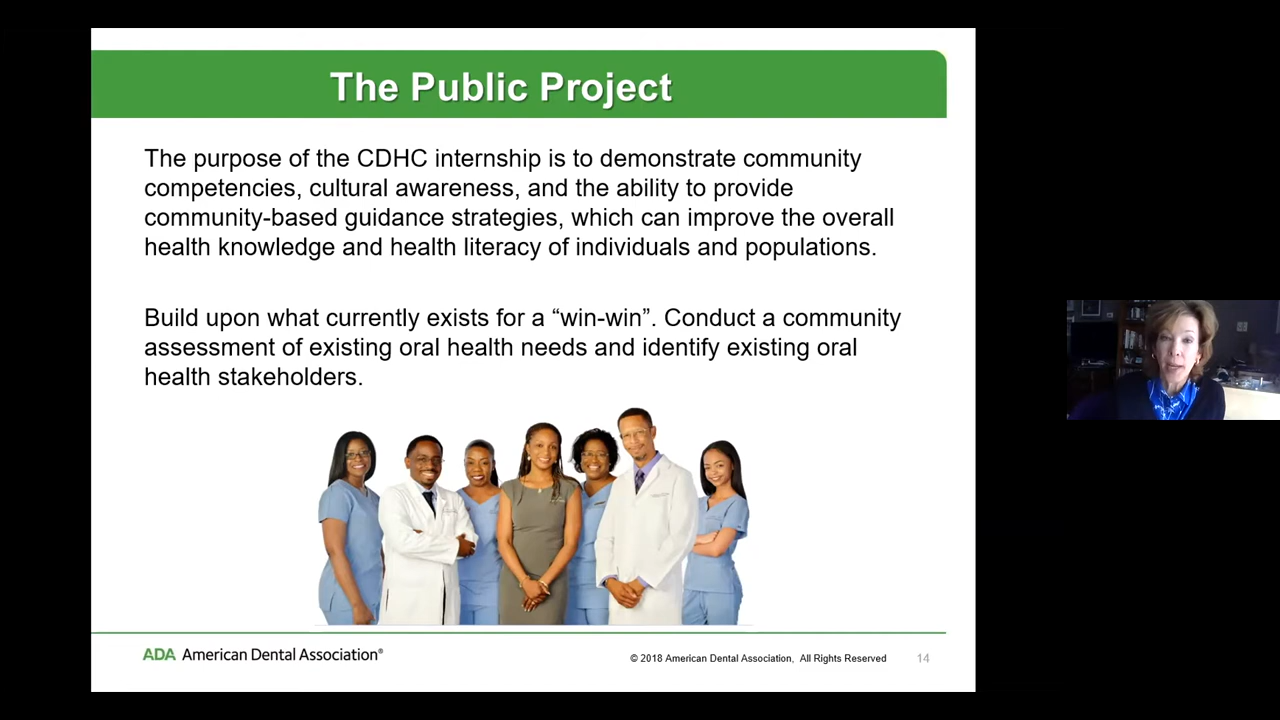 The Public Project
The purpose of the CDHC internship is to demonstrate community
competencies, cultural awareness, and the ability to provide
community-based guidance strategies, which can improve the overall
health knowledge and health literacy of individuals and populations.
Build upon what currently exists for a “win-win”. Conduct a community
assessment of existing oral health needs and identify existing oral
health stakeholders.
ADA American Dental Association®
© 2018 American Dental Association, All Rights Reserved 14